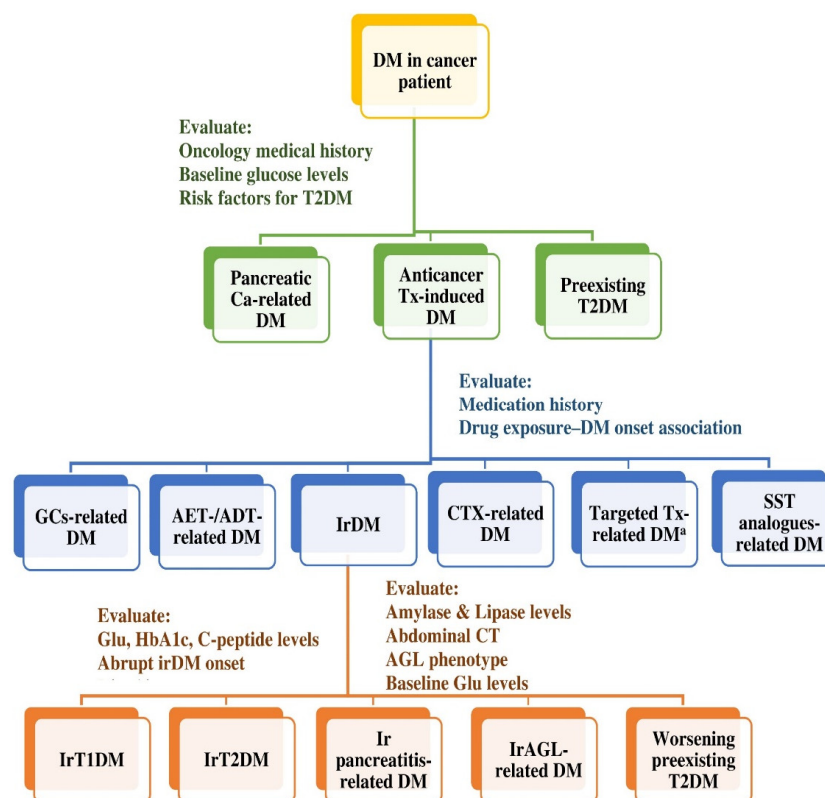 DM in cancer
patient
Evaluate:
Oncology medical history
Baseline glucose levels
Risk factors for T2DM
Pancreatic
Ca-related
DM
Anticancer
Tx-induced
DM
Preexisting
T2DM
Evaluate:
Medication history
Drug exposure–DM onset association
GCs-related
DM
AET-/ADT-
related DM
IrDM
CTX-related
DM
Targeted Tx-
related DMᵃ
SST
analogues-
related DM
Evaluate:
Glu, HbA1c, C-peptide levels
Abrupt irDM onset
Evaluate:
Amylase & Lipase levels
Abdominal CT
AGL phenotype
Baseline Glu levels
IrT1DM
IrT2DM
Ir
pancreatitis-
related DM
IrAGL-
related DM
Worsening
preexisting
T2DM